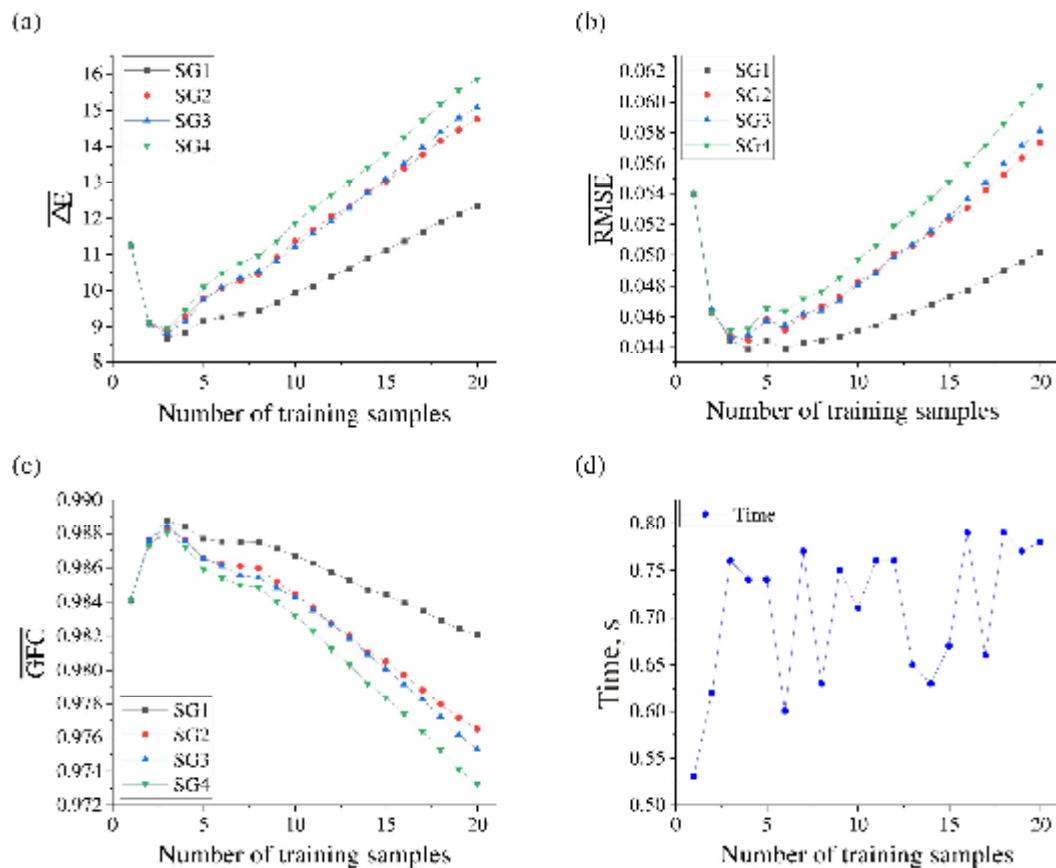 (a)
16
15
14
13
12
11
10
9
8
ΔE
SG1
SG2
SG3
SG4
0
5
10
15
20
Number of training samples
(b)
0.062
0.060
0.058
0.056
0.054
0.052
0.050
0.048
0.046
0.044
RMSE
SG1
SG2
SG3
SG4
0
5
10
15
20
Number of training samples
(c)
0.990
0.988
0.986
0.984
0.982
0.980
0.978
0.976
0.974
0.972
GFC
SG1
SG2
SG3
SG4
0
5
10
15
20
Number of training samples
(d)
0.80
0.75
0.70
0.65
0.60
0.55
0.50
Time, s
Time
0
5
10
15
20
Number of training samples